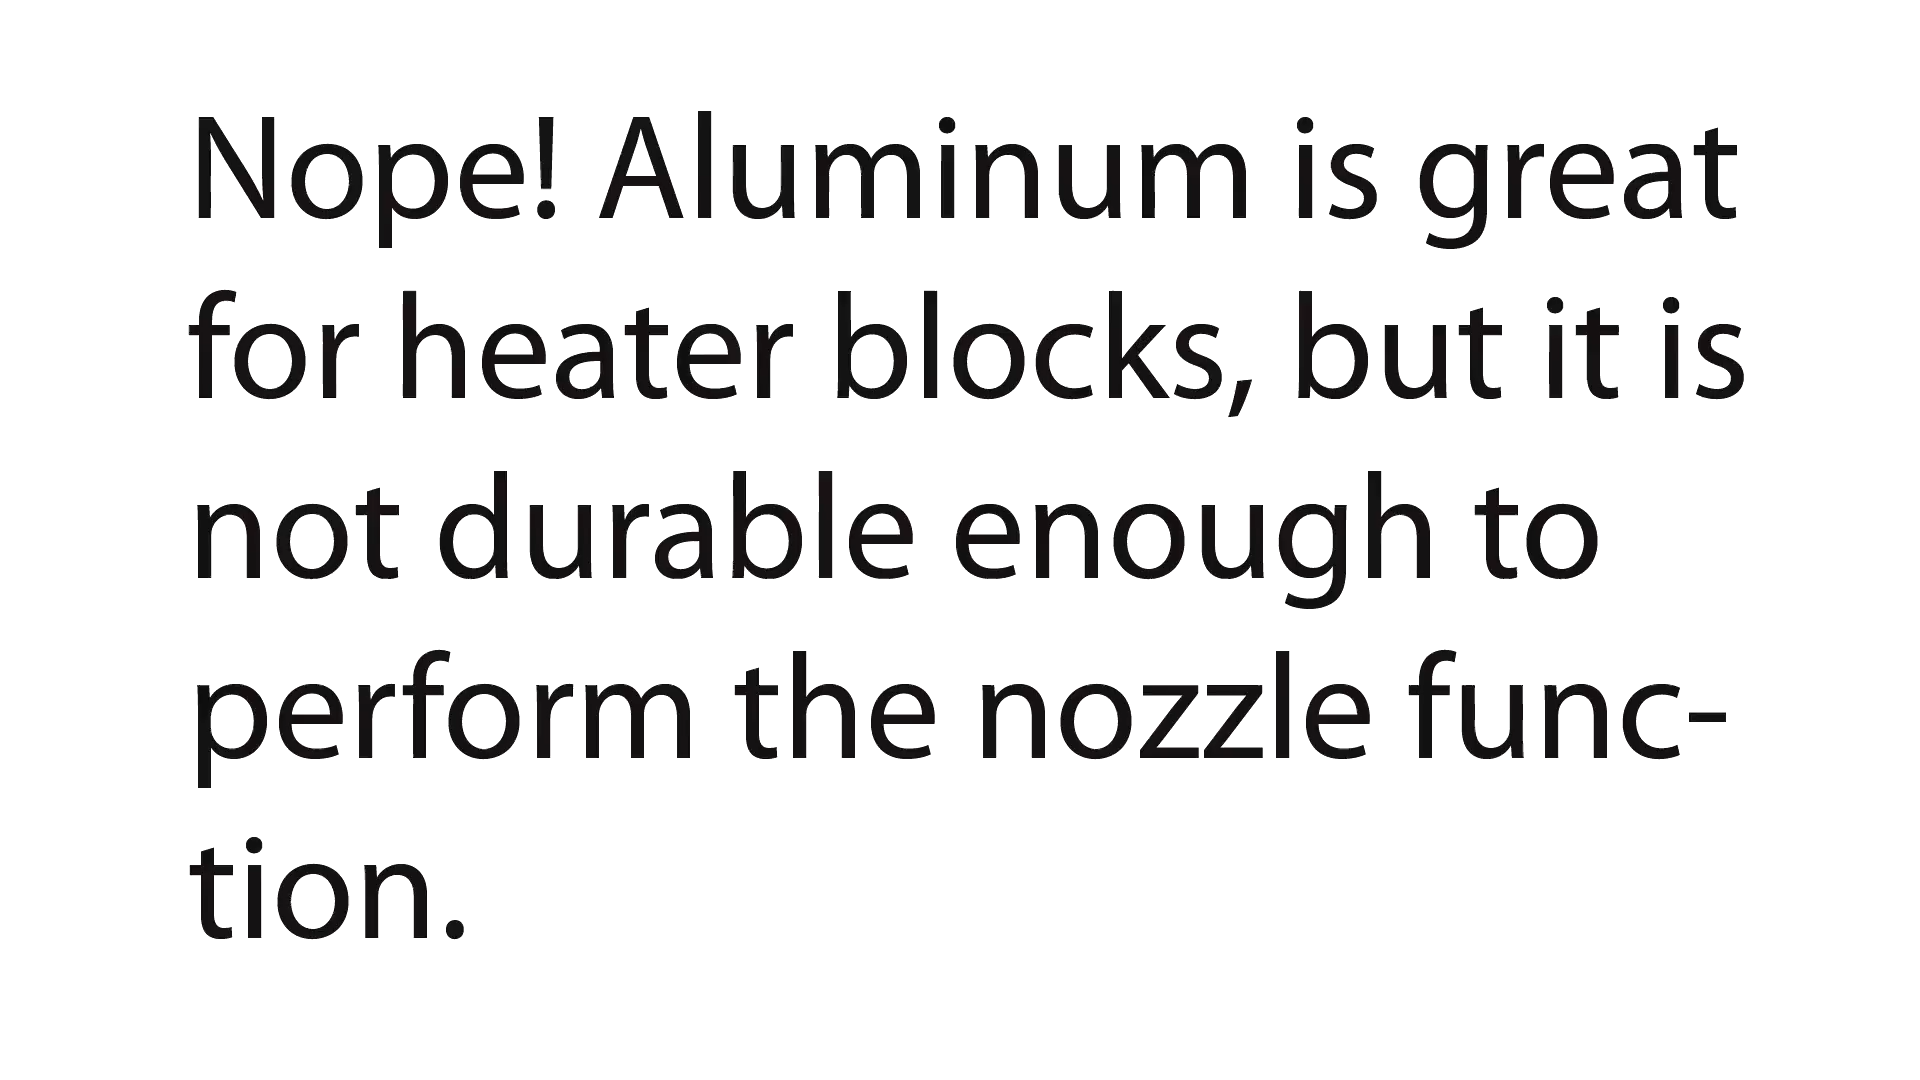 Nope! Aluminum is great
for heater blocks, but it is
not durable enough to
perform the nozzle func-
tion.